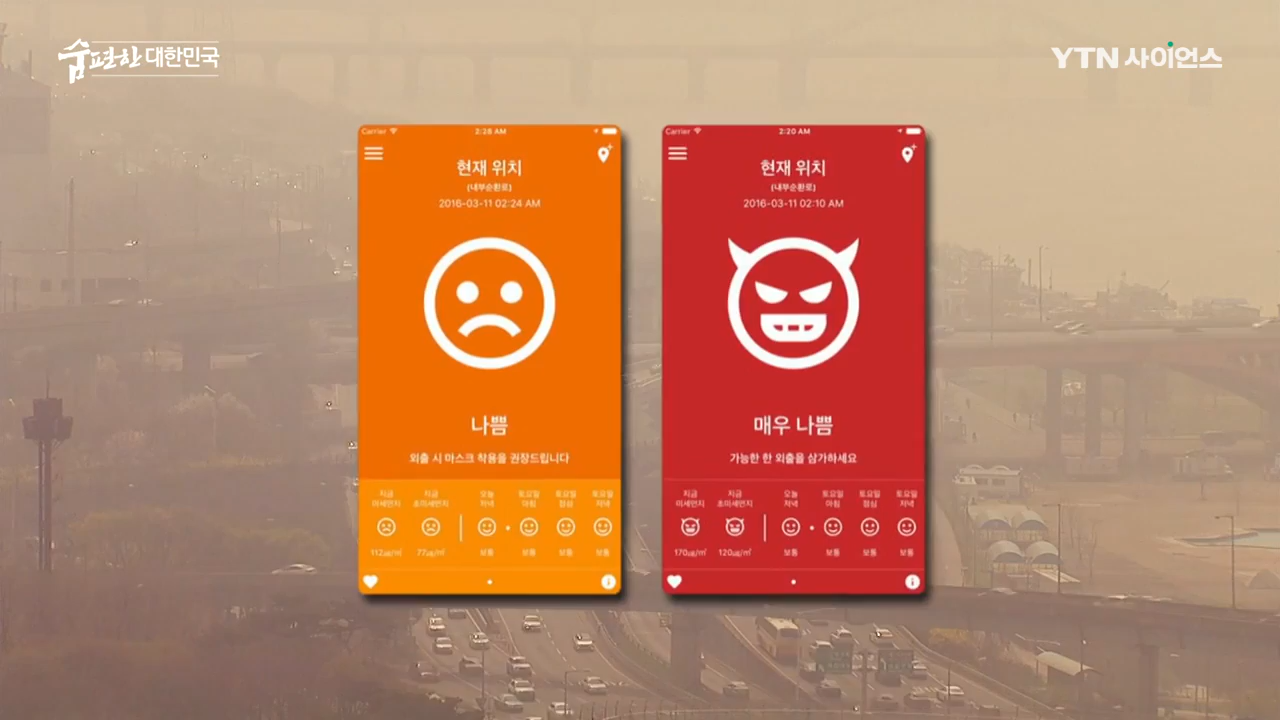 숨편한 대한민국
YTN 사이언스
Carrier
2:28 AM
현재 위치
(내부순환로)
2016-03-11 02:24 AM
나쁨
외출 시 마스크 착용을 권장드립니다
지금 미세먼지
지금 초미세먼지
오늘 저녁
토요일 아침
토요일 점심
토요일 저녁
112㎍/㎥
77㎍/㎥
보통
보통
보통
보통
Carrier
2:20 AM
현재 위치
(내부순환로)
2016-03-11 02:10 AM
매우 나쁨
가능한 한 외출을 삼가하세요
지금 미세먼지
지금 초미세먼지
오늘 저녁
토요일 아침
토요일 점심
토요일 저녁
170㎍/㎥
120㎍/㎥
보통
보통
보통
보통